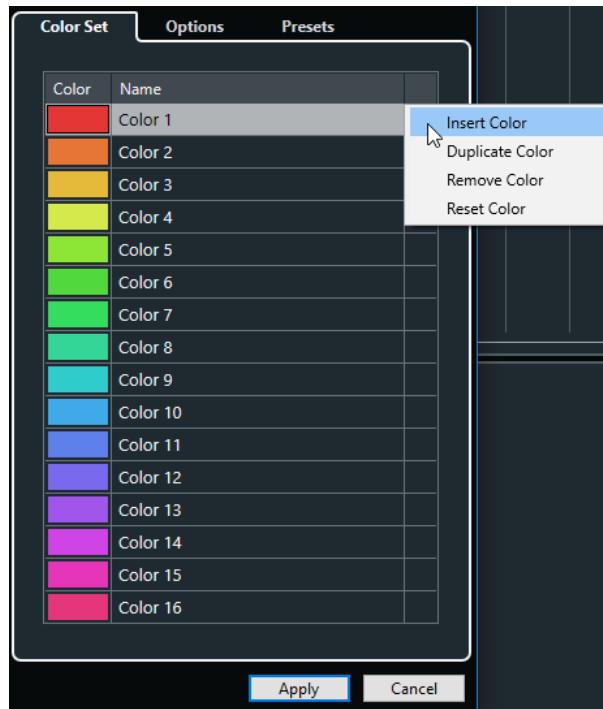 Color Set Options Presets
Color Name
Color 1
Insert Color
Color 2
Duplicate Color
Color 3
Remove Color
Color 4
Reset Color
Color 5
Color 6
Color 7
Color 8
Color 9
Color 10
Color 11
Color 12
Color 13
Color 14
Color 15
Color 16
Apply Cancel